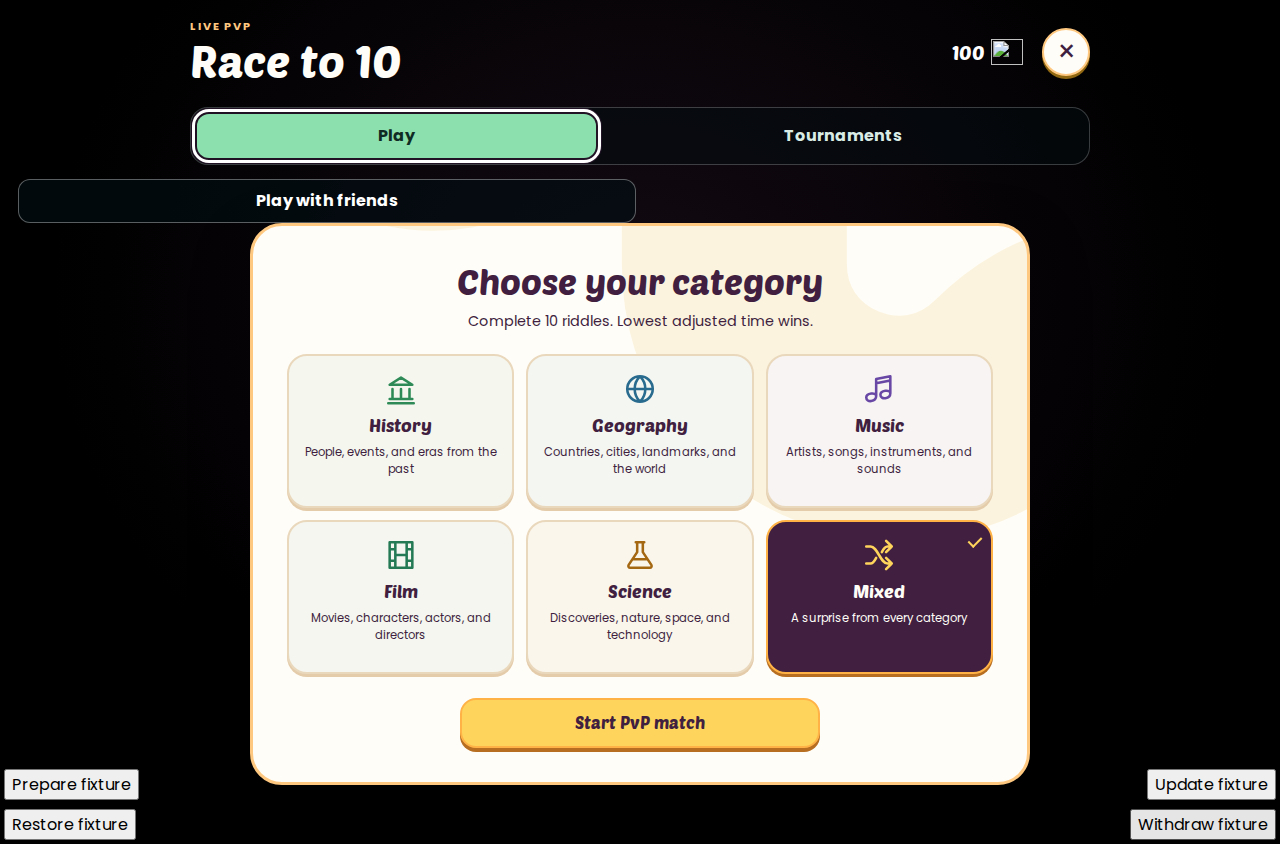 LIVE PVP
Race to 10
100
×
Play
Tournaments
Play with friends
Choose your category
Complete 10 riddles. Lowest adjusted time wins.
History
People, events, and eras from the
past
Geography
Countries, cities, landmarks, and
the world
Music
Artists, songs, instruments, and
sounds
Film
Movies, characters, actors, and
directors
Science
Discoveries, nature, space, and
technology
Mixed
A surprise from every category
Start PvP match
Prepare fixture
Update fixture
Restore fixture
Withdraw fixture